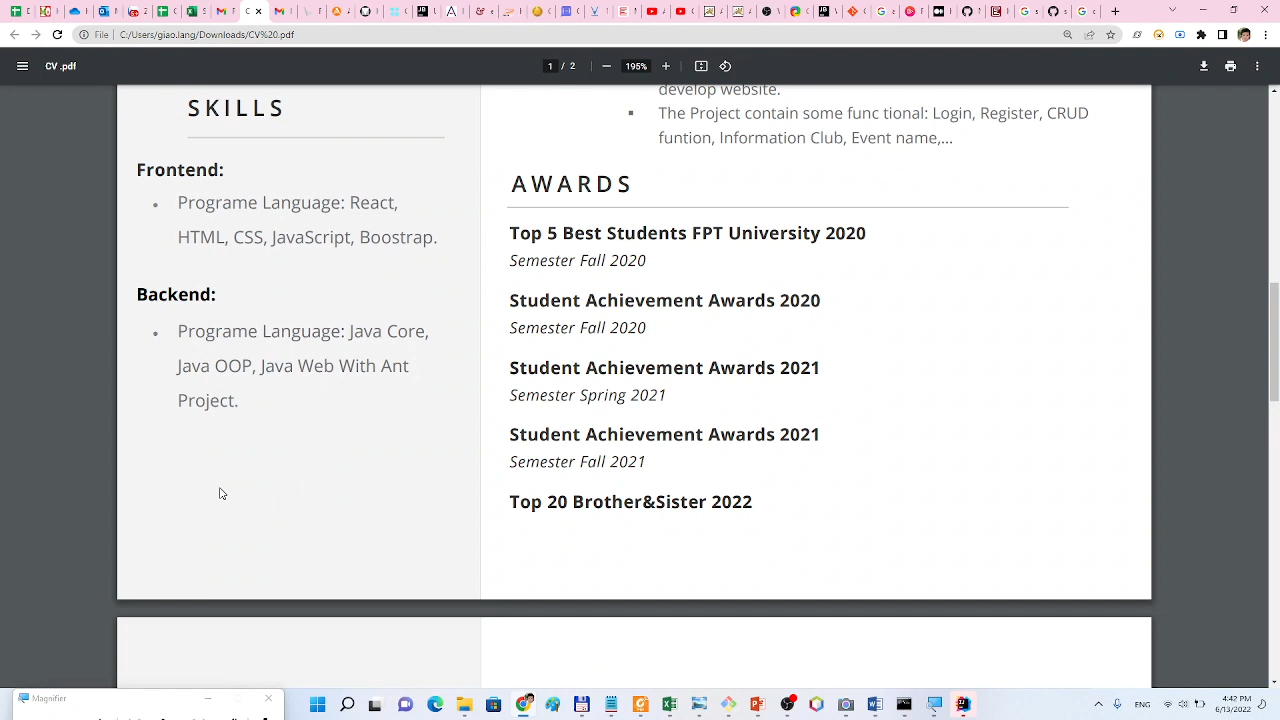 File
C:/Users/giao.lang/Downloads/CV%20.pdf
CV .pdf
1 / 2
195%
SKILLS
Frontend:
Programe Language: React,
HTML, CSS, JavaScript, Boostrap.
Backend:
Programe Language: Java Core,
Java OOP, Java Web With Ant
Project.
develop website.
The Project contain some func tional: Login, Register, CRUD
funtion, Information Club, Event name,...
AWARDS
Top 5 Best Students FPT University 2020
Semester Fall 2020
Student Achievement Awards 2020
Semester Fall 2020
Student Achievement Awards 2021
Semester Spring 2021
Student Achievement Awards 2021
Semester Fall 2021
Top 20 Brother&Sister 2022
Magnifier
4:42 PM
6/13/2022